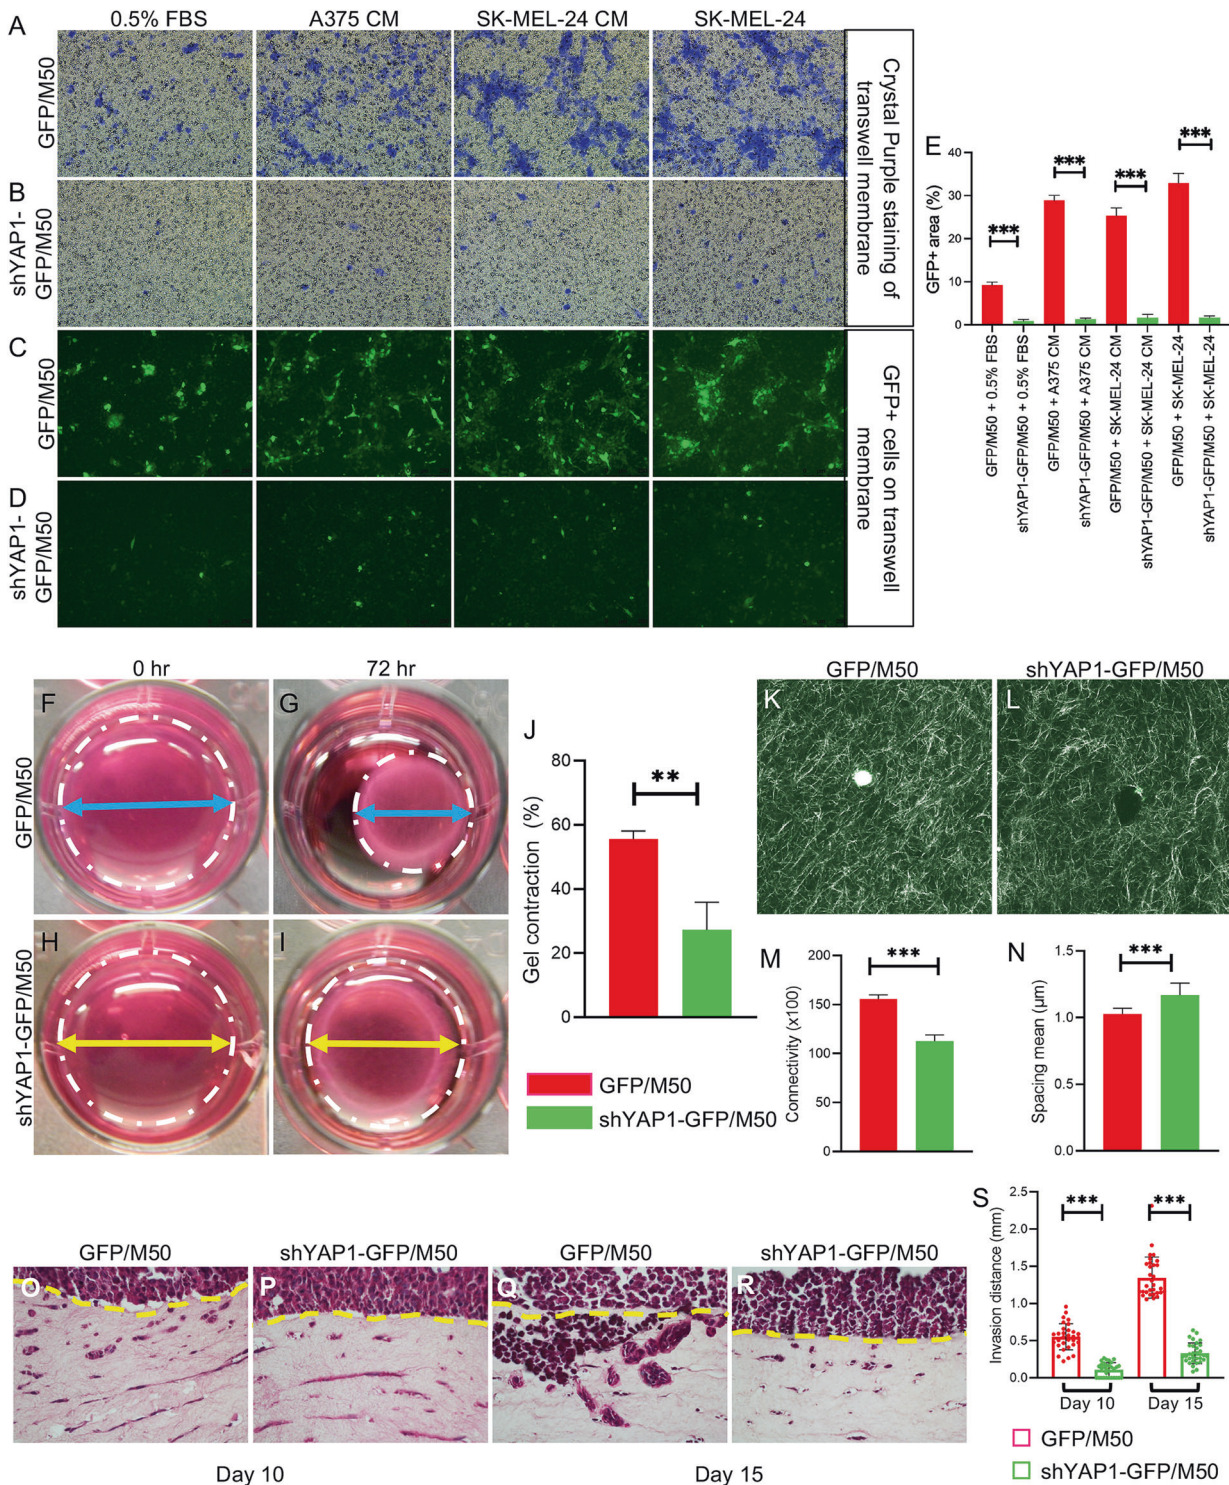 0.5% FBS A375 CM SK-MEL-24 CM SK-MEL-24
A
GFP/M50
B
shYAP1-
GFP/M50
Crystal Purple staining of
transwell membrane
C
GFP/M50
D
shYAP1-
GFP/M50
GFP+ cells on transwell
membrane
E
GFP+ area (%)
40
30
20
10
0
***
***
***
***
GFP/M50 + 0.5% FBS
shYAP1-GFP/M50 + 0.5% FBS
GFP/M50 + A375 CM
shYAP1-GFP/M50 + A375 CM
GFP/M50 + SK-MEL-24 CM
shYAP1-GFP/M50 + SK-MEL-24 CM
GFP/M50 + SK-MEL-24
shYAP1-GFP/M50 + SK-MEL-24
0 hr 72 hr
F G
GFP/M50
H I
shYAP1-GFP/M50
J
Gel contraction (%)
80
60
40
20
0
**
GFP/M50
shYAP1-GFP/M50
GFP/M50 shYAP1-GFP/M50
K L
M
Connectivity (x100)
200
150
100
50
0
***
N
Spacing mean (µm)
1.5
1.0
0.5
0.0
***
GFP/M50 shYAP1-GFP/M50 GFP/M50 shYAP1-GFP/M50
O P Q R
Day 10 Day 15
S
Invasion distance (mm)
2.5
2.0
1.5
1.0
0.5
0.0
*** ***
Day 10 Day 15
GFP/M50
shYAP1-GFP/M50